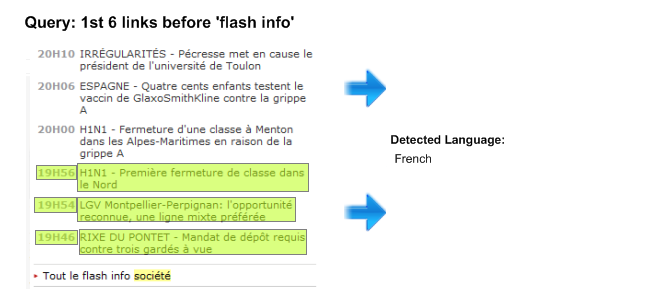 Query: 1st 6 links before 'flash info'
20H10 IRRÉGULARITÉS - Pécresse met en cause le
président de l'université de Toulon
20H06 ESPAGNE - Quatre cents enfants testent le
vaccin de GlaxoSmithKline contre la grippe
A
20H00 H1N1 - Fermeture d'une classe à Menton
dans les Alpes-Maritimes en raison de la
grippe A
19H56 H1N1 - Première fermeture de classe dans
le Nord
19H54 LGV Montpellier-Perpignan: l'opportunité
reconnue, une ligne mixte préférée
19H46 RIXE DU PONTET - Mandat de dépôt requis
contre trois gardés à vue
Tout le flash info société
Detected Language:
French